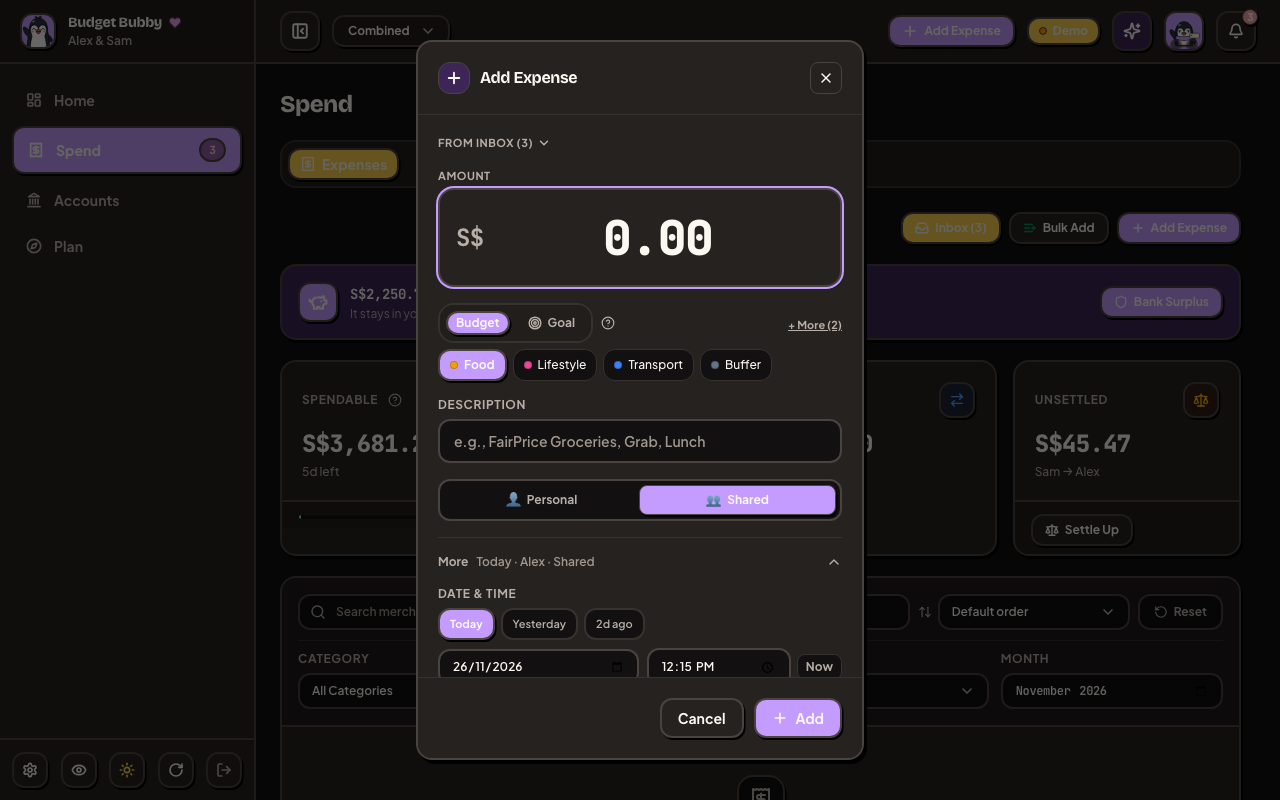 Budget Bubby
Alex & Sam
Combined
Add Expense
Demo
3
Home
Spend
3
Accounts
Plan
Spend
Expenses
Inbox (3)
Bulk Add
Add Expense
S$2,250.
It stays in yo
Bank Surplus
SPENDABLE
S$3,681.2
5d left
UNSETTLED
S$45.47
Sam → Alex
Settle Up
Search merch
Default order
Reset
CATEGORY
MONTH
All Categories
November 2026
Add Expense
FROM INBOX (3)
AMOUNT
S$
0.00
Budget
Goal
+ More (2)
Food
Lifestyle
Transport
Buffer
DESCRIPTION
e.g., FairPrice Groceries, Grab, Lunch
Personal
Shared
More Today · Alex · Shared
DATE & TIME
Today
Yesterday
2d ago
26/11/2026
12:15 PM
Now
Cancel
Add